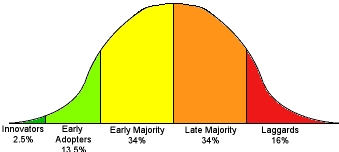 Innovators
2.5%
Early
Adopters
13.5%
Early Majority
34%
Late Majority
34%
Laggards
16%